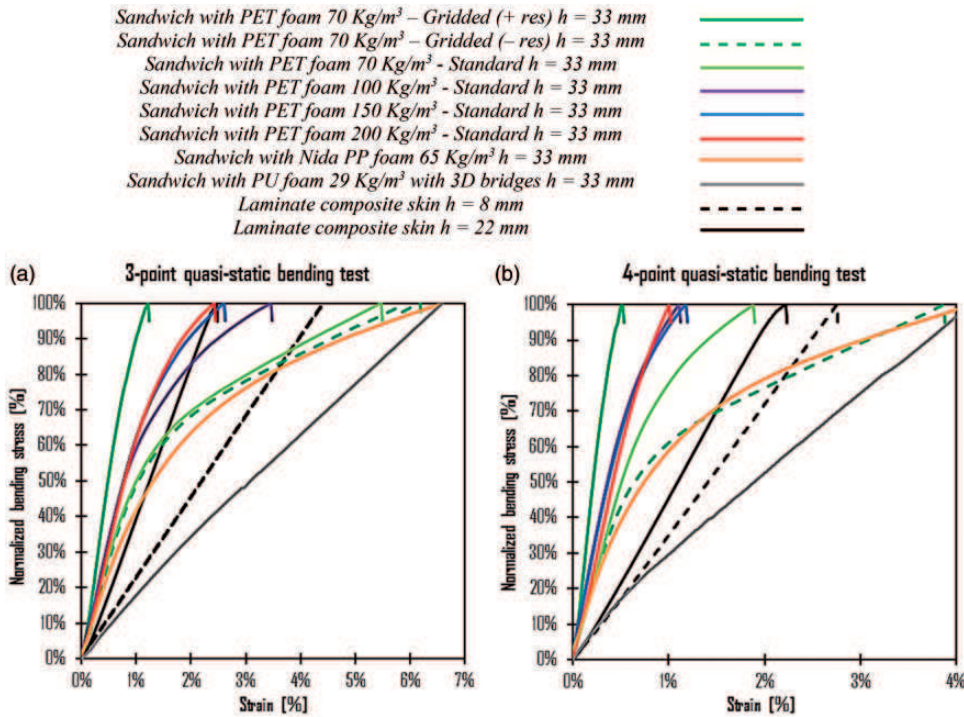 Sandwich with PET foam 70 Kg/m³ – Gridded (+ res) h = 33 mm
Sandwich with PET foam 70 Kg/m³ – Gridded (– res) h = 33 mm
Sandwich with PET foam 70 Kg/m³ - Standard h = 33 mm
Sandwich with PET foam 100 Kg/m³ - Standard h = 33 mm
Sandwich with PET foam 150 Kg/m³ - Standard h = 33 mm
Sandwich with PET foam 200 Kg/m³ - Standard h = 33 mm
Sandwich with Nida PP foam 65 Kg/m³ h = 33 mm
Sandwich with PU foam 29 Kg/m³ with 3D bridges h = 33 mm
Laminate composite skin h = 8 mm
Laminate composite skin h = 22 mm
(a) 3-point quasi-static bending test
Normalized bending stress [%]
100%
90%
80%
70%
60%
50%
40%
30%
20%
10%
0%
0% 1% 2% 3% 4% 5% 6% 7%
Strain [%]
(b) 4-point quasi-static bending test
Normalized bending stress [%]
100%
90%
80%
70%
60%
50%
40%
30%
20%
10%
0%
0% 1% 2% 3% 4%
Strain [%]